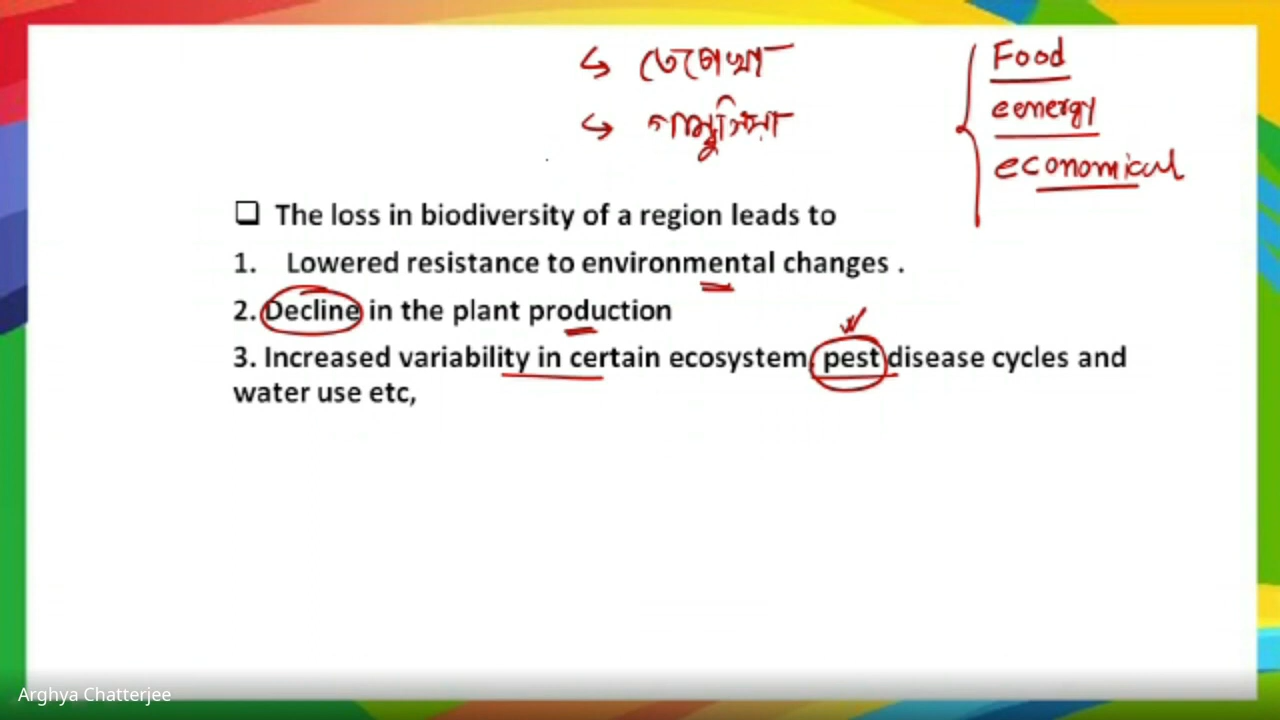 Food
eenergy
economical
❑ The loss in biodiversity of a region leads to
1. Lowered resistance to environmental changes .
2. Decline in the plant production
3. Increased variability in certain ecosystem, pest disease cycles and
water use etc,
Arghya Chatterjee